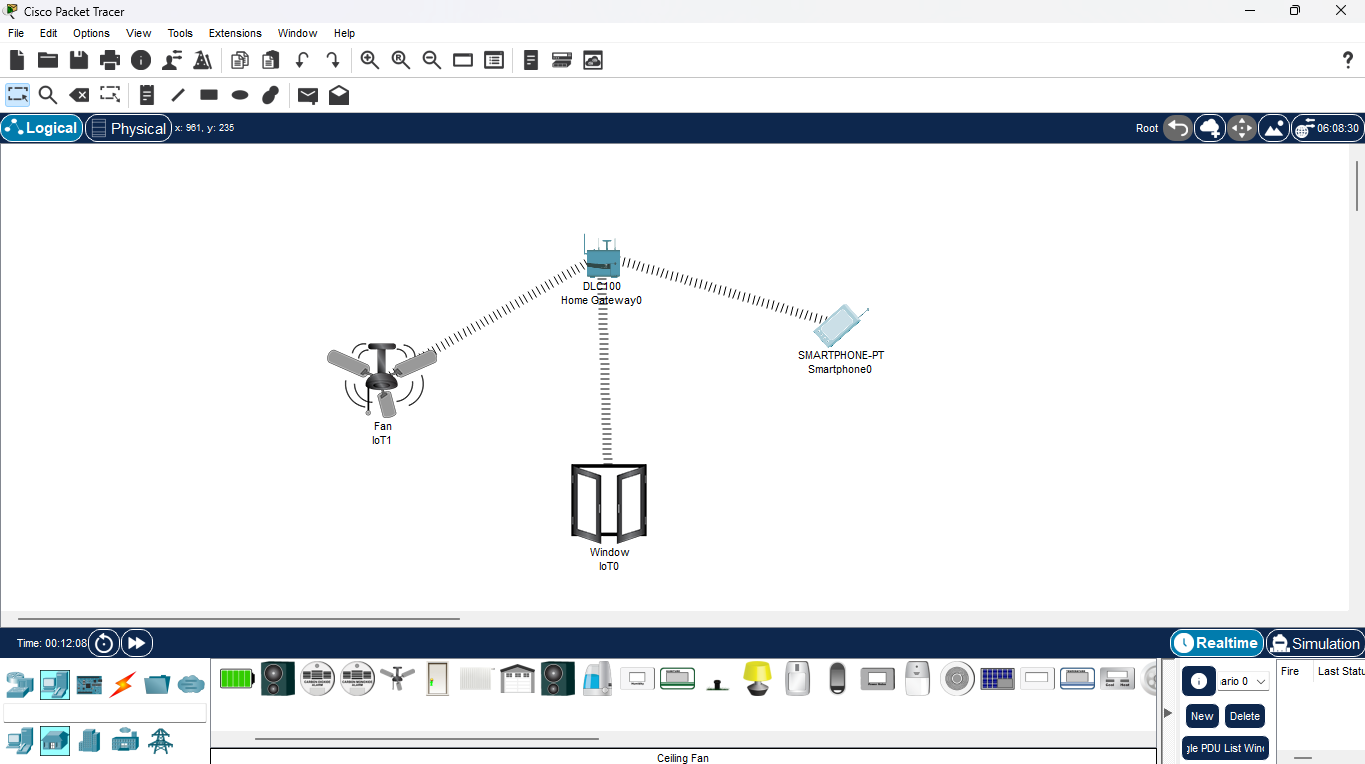 Cisco Packet Tracer
File Edit Options View Tools Extensions Window Help
Logical Physical x: 961, y: 235 Root 06:08:30
DLC100
Home Gateway0
SMARTPHONE-PT
Smartphone0
Fan
IoT1
Window
IoT0
Time: 00:12:08 Realtime Simulation
ario 0
Fire Last Statu
New Delete
gle PDU List Win
Ceiling Fan